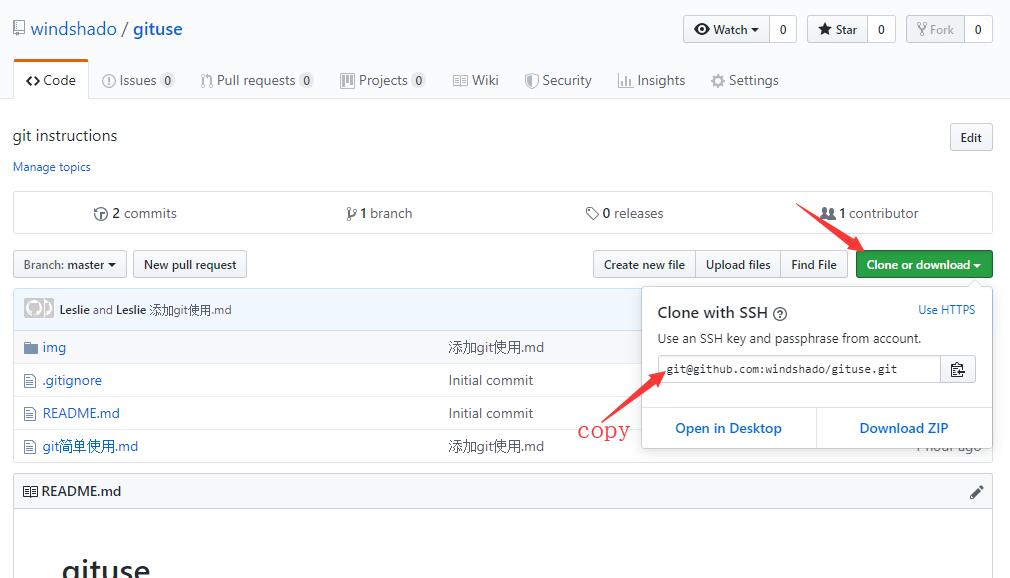 windshado / gituse
Watch 0 Star 0 Fork 0
Code Issues 0 Pull requests 0 Projects 0 Wiki Security Insights Settings
git instructions
Edit
Manage topics
2 commits 1 branch 0 releases 1 contributor
Branch: master New pull request Create new file Upload files Find File Clone or download
Leslie and Leslie 添加git使用.md
Clone with SSH ? Use HTTPS
Use an SSH key and passphrase from account.
git@github.com:windshado/gituse.git
copy
Open in Desktop Download ZIP
img 添加git使用.md
.gitignore Initial commit
README.md Initial commit
git简单使用.md 添加git使用.md 1 hour ago
README.md
gituse